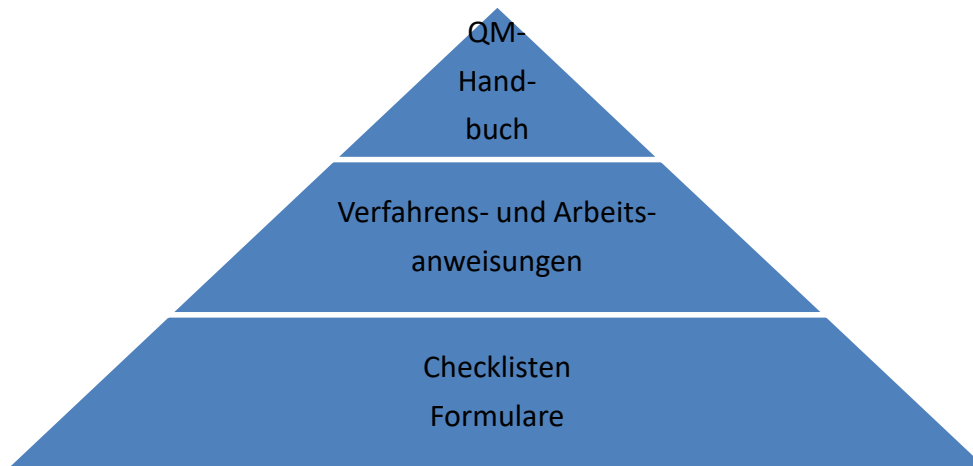 QM-
Hand-
buch
Verfahrens- und Arbeits-
anweisungen
Checklisten
Formulare